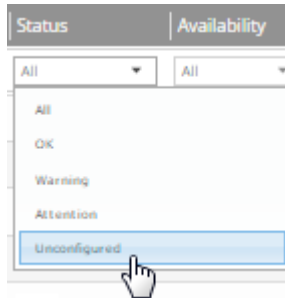 Status Availability
All All
All
OK
Warning
Attention
Unconfigured